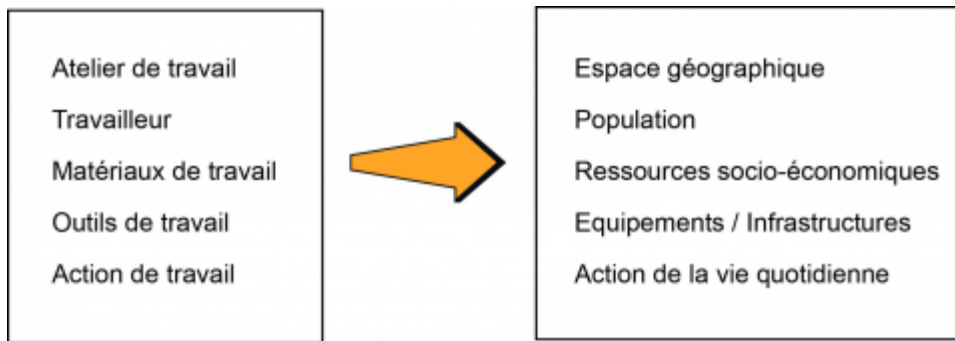 Atelier de travail
Travailleur
Matériaux de travail
Outils de travail
Action de travail
Espace géographique
Population
Ressources socio-économiques
Equipements / Infrastructures
Action de la vie quotidienne